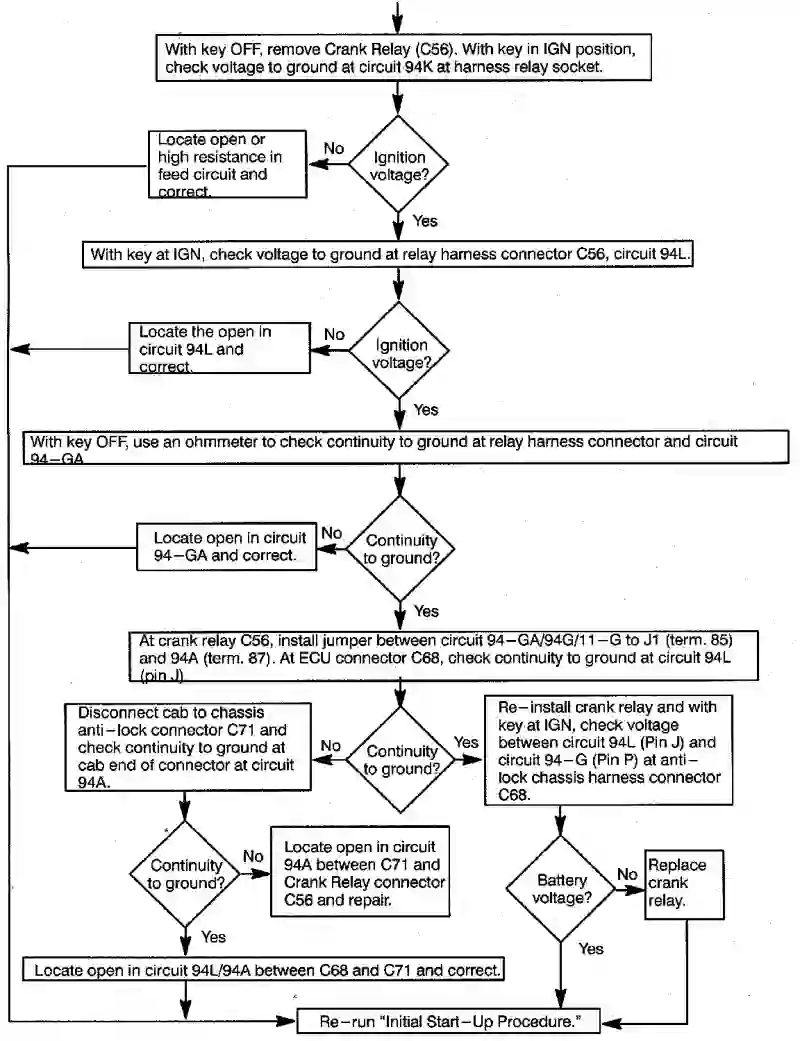 With key OFF, remove Crank Relay (C56). With key in IGN position,
check voltage to ground at circuit 94K at harness relay socket.
Locate open or
high resistance in
feed circuit and
correct.
No
Ignition
voltage?
Yes
With key at IGN, check voltage to ground at relay harness connector C56, circuit 94L.
Locate the open in
circuit 94L and
correct.
No
Ignition
voltage?
Yes
With key OFF, use an ohmmeter to check continuity to ground at relay harness connector and circuit
94-GA
Locate open in circuit
94-GA and correct.
No
Continuity
to ground?
Yes
At crank relay C56, install jumper between circuit 94-GA/94G/11-G to J1 (term. 85)
and 94A (term. 87). At ECU connector C68, check continuity to ground at circuit 94L
(pin J)
Disconnect cab to chassis
anti-lock connector C71 and
check continuity to ground at
cab end of connector at circuit
94A.
No
Continuity
to ground?
Yes
Re-install crank relay and with
key at IGN, check voltage
between circuit 94L (Pin J) and
circuit 94-G (Pin P) at anti-
lock chassis harness connector
C68.
Continuity
to ground?
No
Locate open in circuit
94A between C71 and
Crank Relay connector
C56 and repair.
Battery
voltage?
No
Replace
crank
relay.
Yes
Yes
Locate open in circuit 94L/94A between C68 and C71 and correct.
Re-run "Initial Start-Up Procedure."